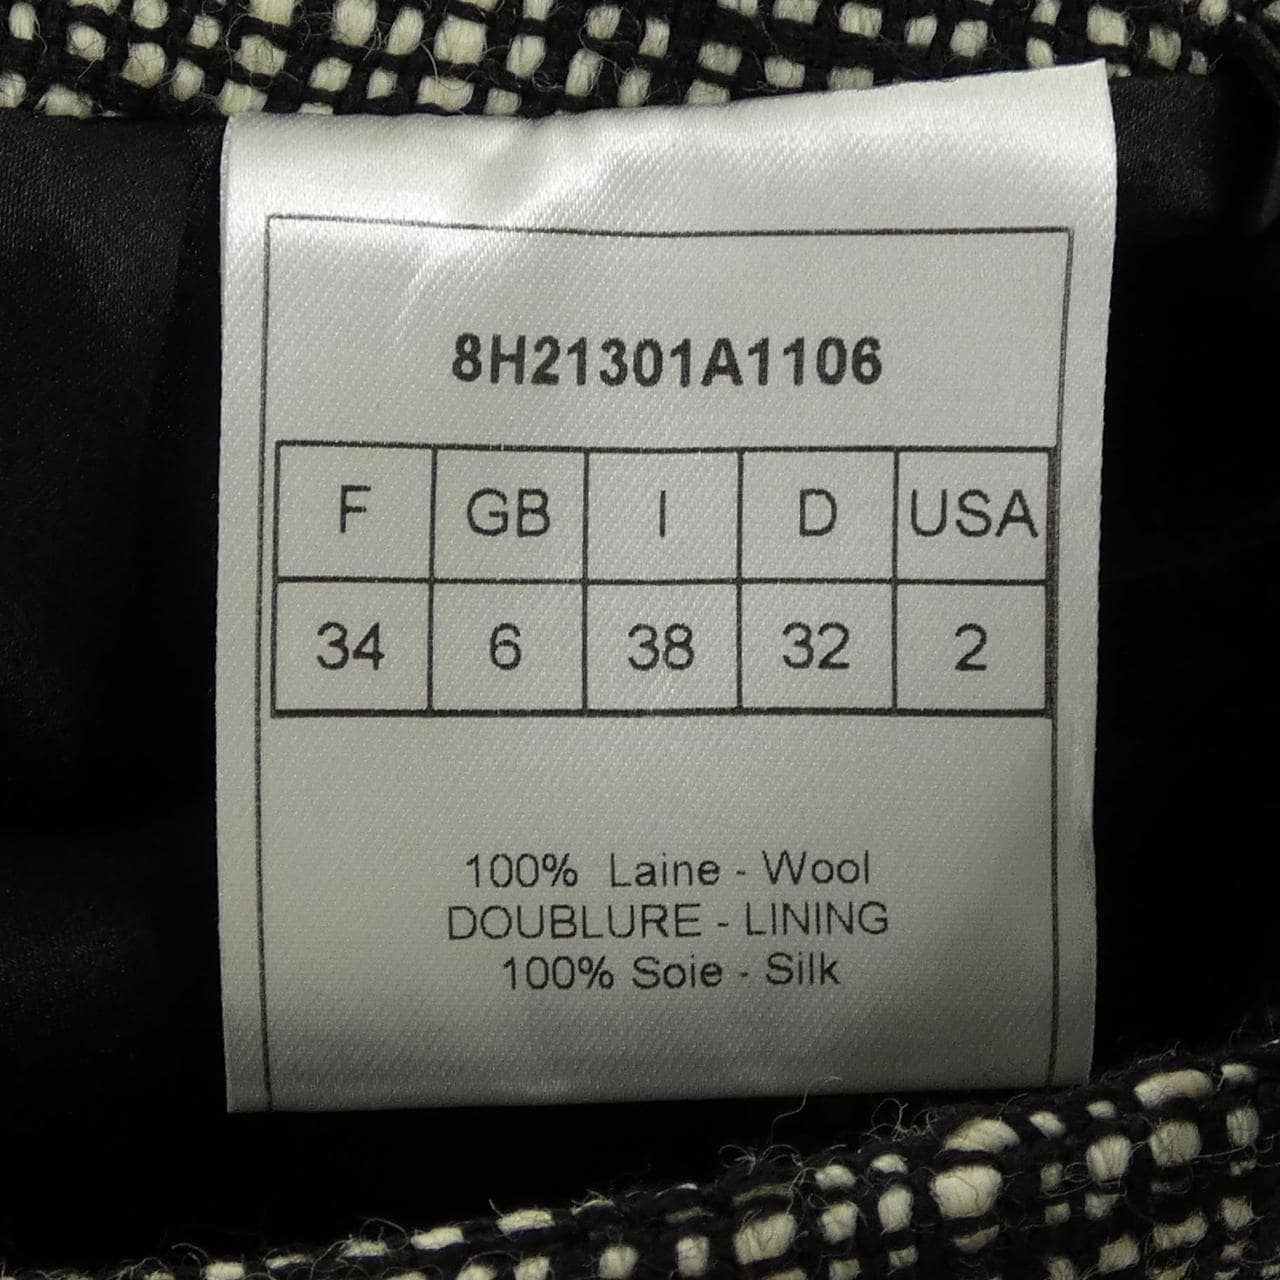 8H21301A1106
F GB I D USA
34 6 38 32 2
100% Laine - Wool
DOUBLURE - LINING
100% Soie - Silk